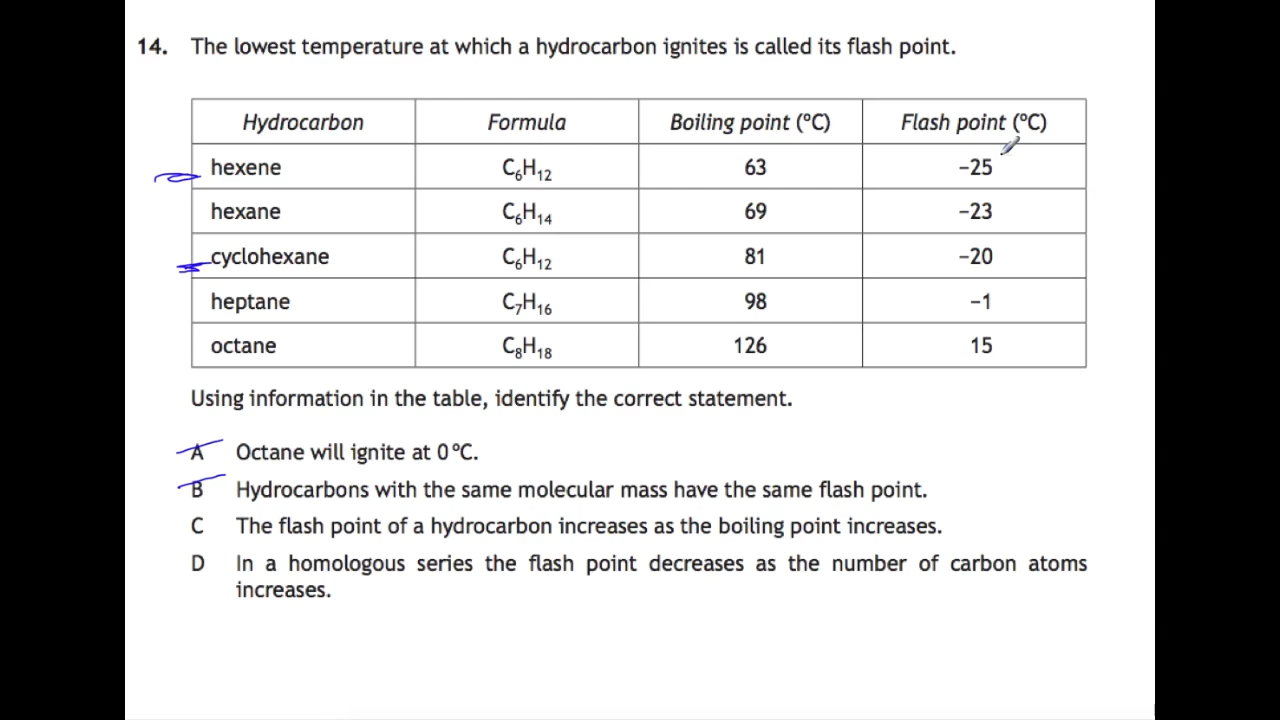 14. The lowest temperature at which a hydrocarbon ignites is called its flash point.
Hydrocarbon Formula Boiling point (ºC) Flash point (ºC)
hexene C₆H₁₂ 63 −25
hexane C₆H₁₄ 69 −23
cyclohexane C₆H₁₂ 81 −20
heptane C₇H₁₆ 98 −1
octane C₈H₁₈ 126 15
Using information in the table, identify the correct statement.
A Octane will ignite at 0 ºC.
B Hydrocarbons with the same molecular mass have the same flash point.
C The flash point of a hydrocarbon increases as the boiling point increases.
D In a homologous series the flash point decreases as the number of carbon atoms
increases.